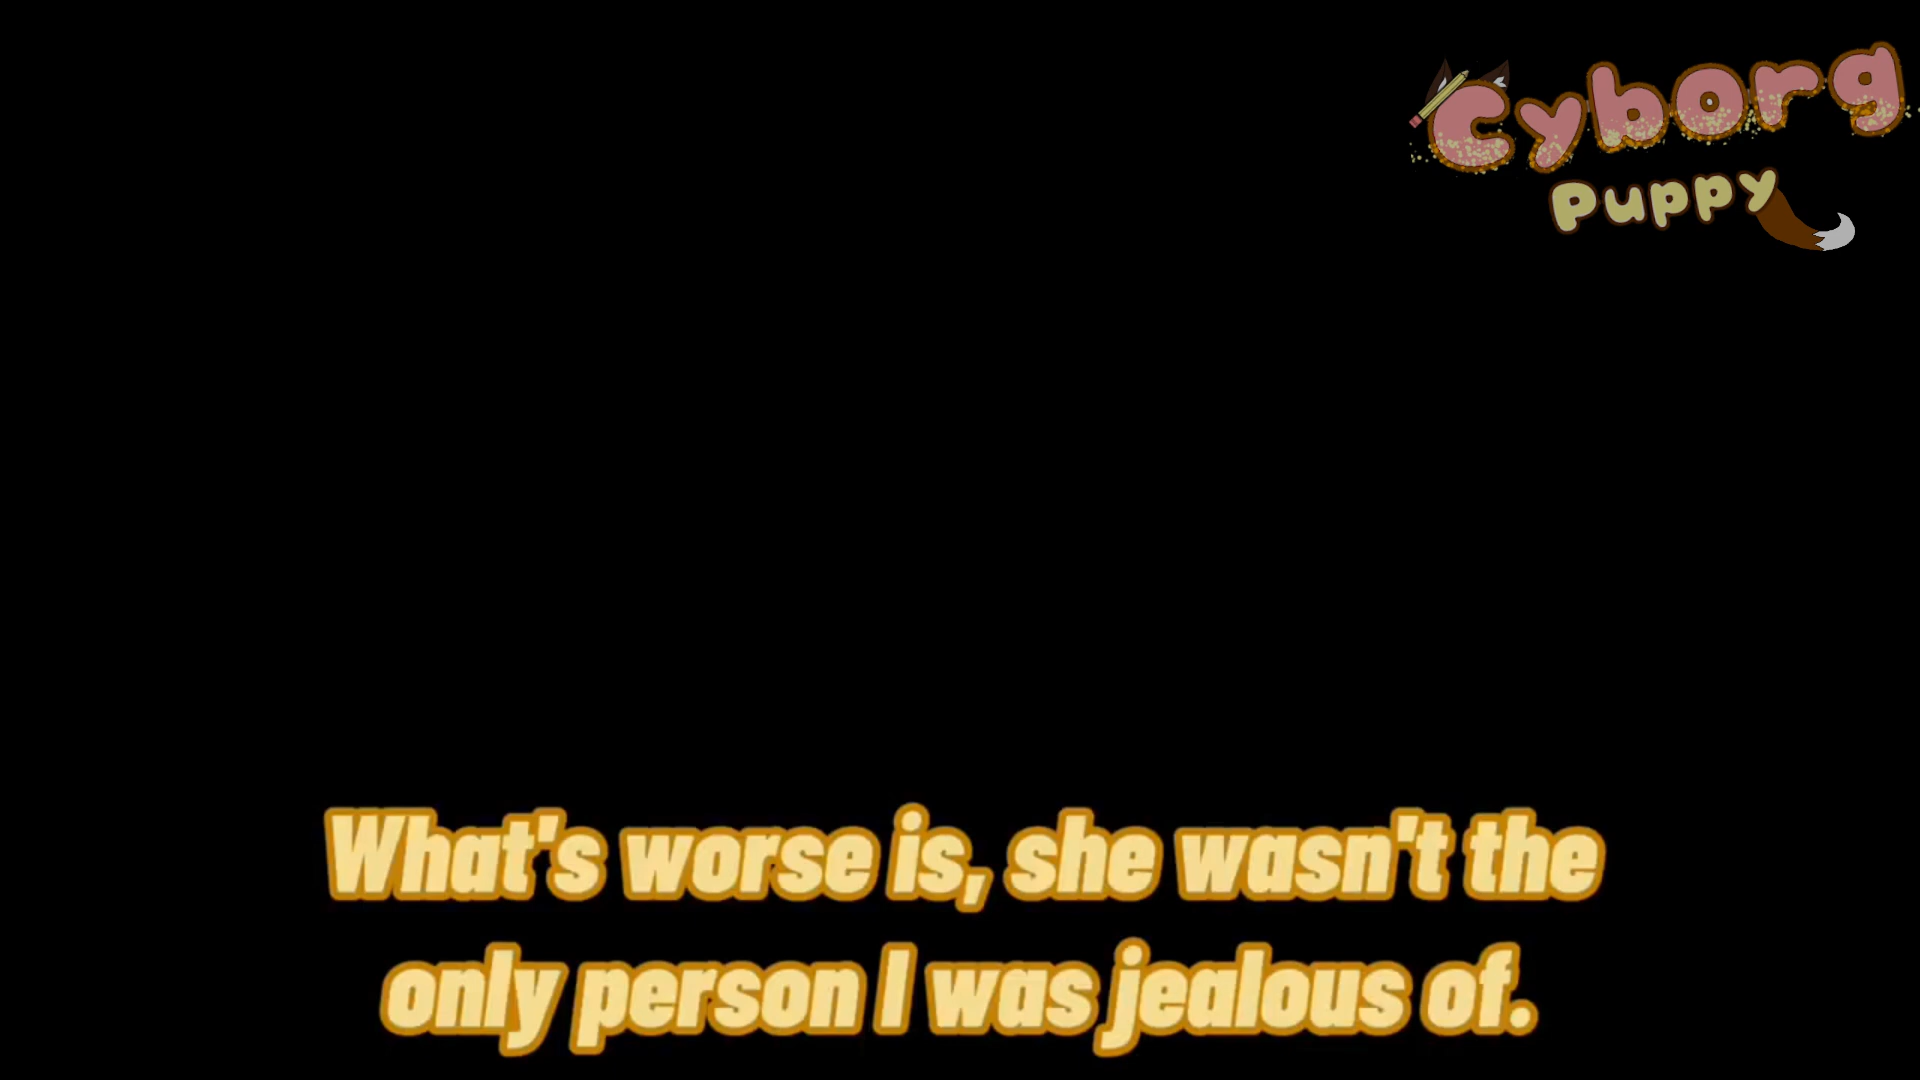 Cyborg
Puppy
What's worse is, she wasn't the
only person I was jealous of.